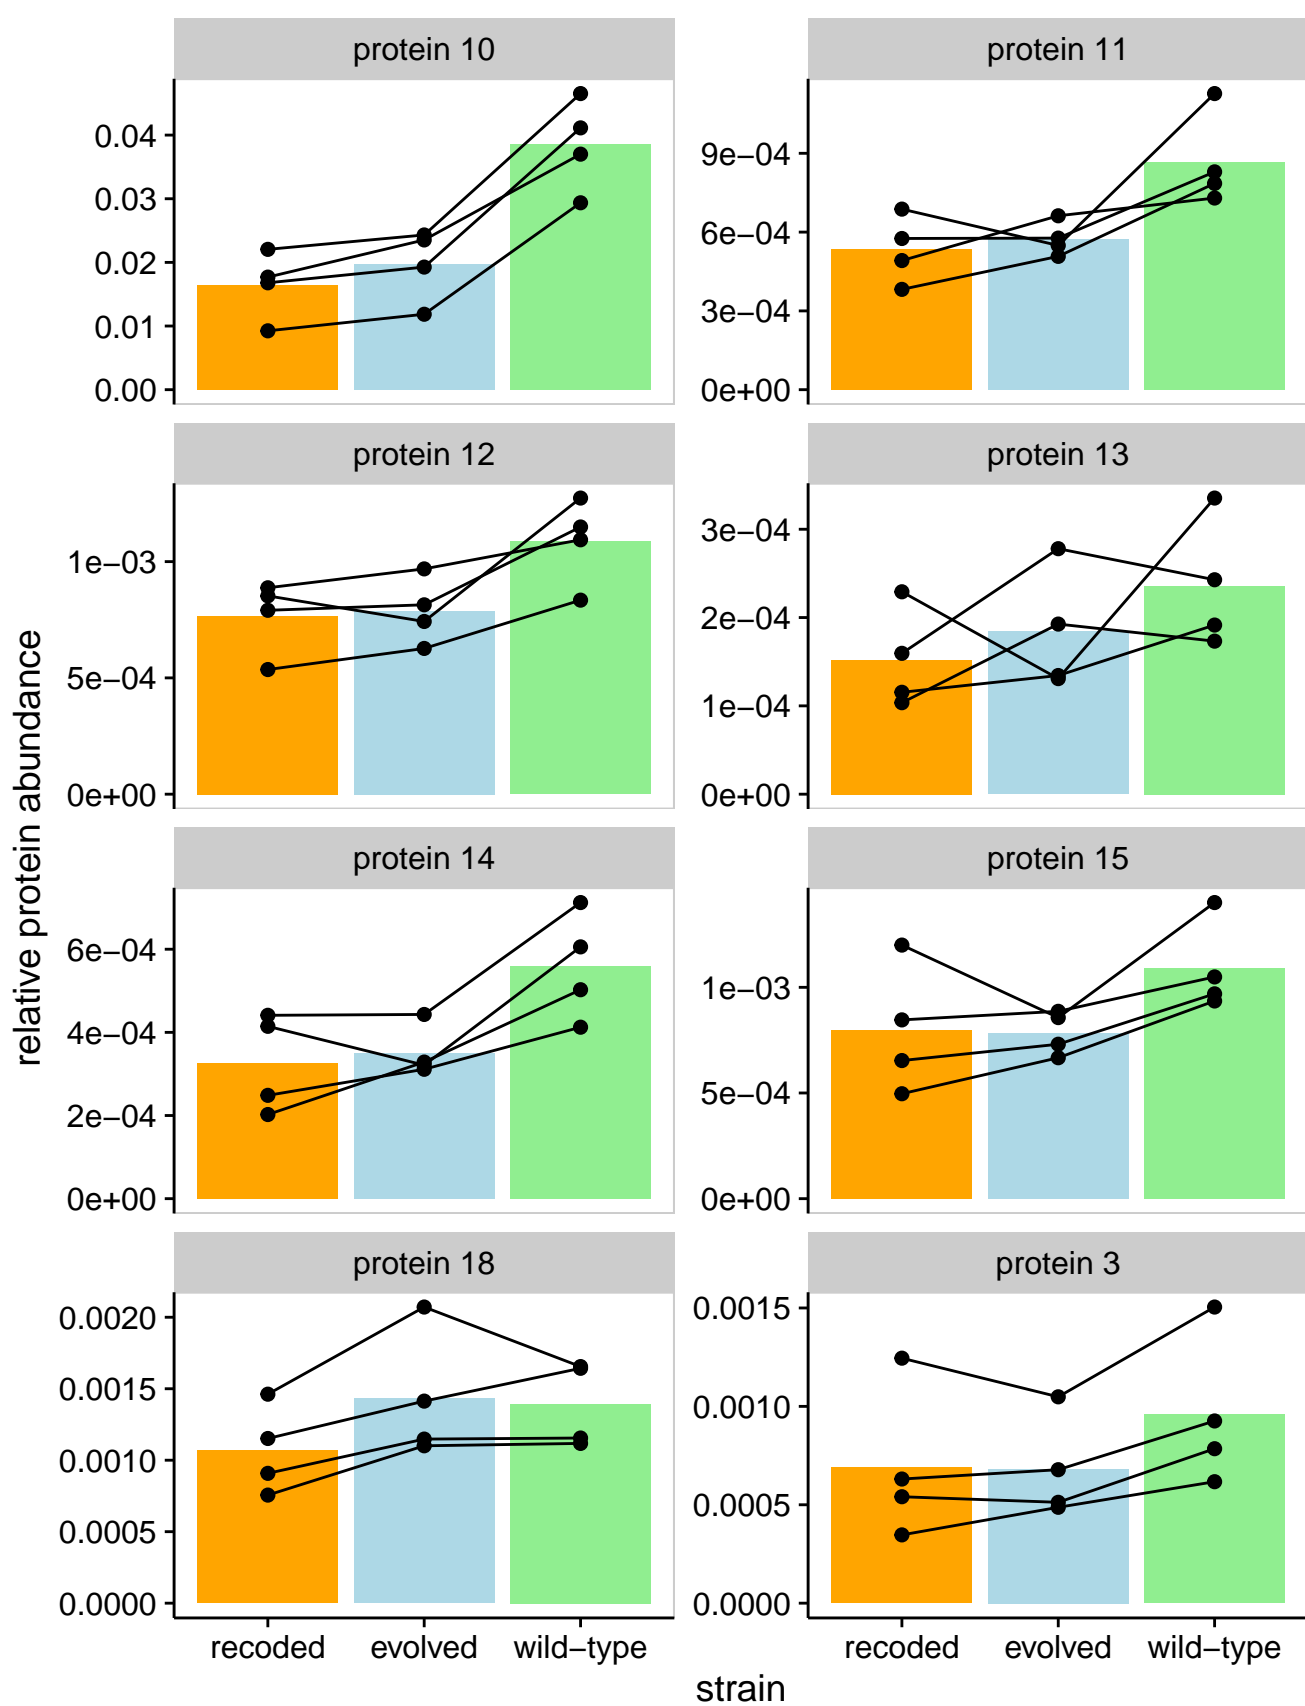 protein 10
protein 11
0.04
0.03
0.02
0.01
0.00
9e−04
6e−04
3e−04
0e+00
protein 12
protein 13
1e−03
5e−04
0e+00
3e−04
2e−04
1e−04
0e+00
relative protein abundance
protein 14
protein 15
6e−04
4e−04
2e−04
0e+00
1e−03
5e−04
0e+00
protein 18
protein 3
0.0020
0.0015
0.0010
0.0005
0.0000
0.0015
0.0010
0.0005
0.0000
recoded evolved wild−type
recoded evolved wild−type
strain